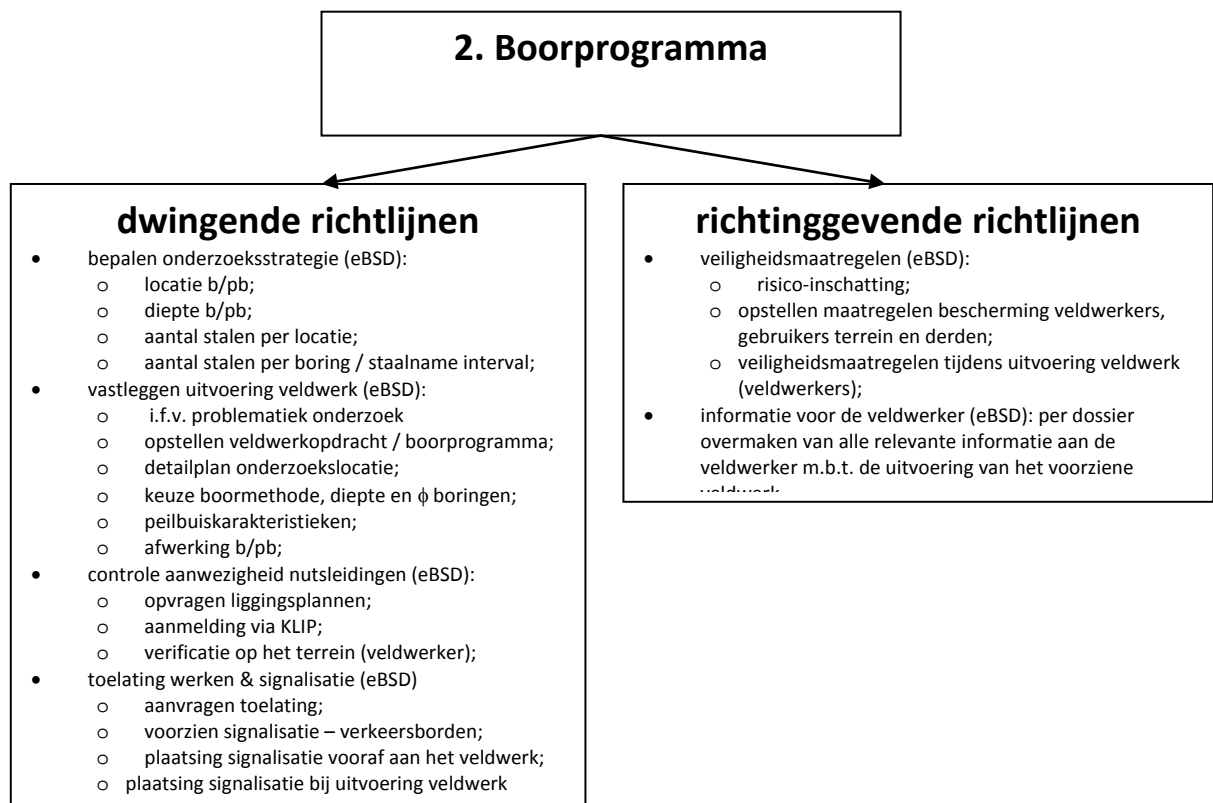 2. Boorprogramma
dwingende richtlijnen
• bepalen onderzoeksstrategie (eBSD):
o locatie b/pb;
o diepte b/pb;
o aantal stalen per locatie;
o aantal stalen per boring / staalname interval;
• vastleggen uitvoering veldwerk (eBSD):
o i.f.v. problematiek onderzoek
o opstellen veldwerkopdracht / boorprogramma;
o detailplan onderzoekslocatie;
o keuze boormethode, diepte en ϕ boringen;
o peilbuiskarakteristieken;
o afwerking b/pb;
• controle aanwezigheid nutsleidingen (eBSD):
o opvragen liggingsplannen;
o aanmelding via KLIP;
o verificatie op het terrein (veldwerker);
• toelating werken & signalisatie (eBSD)
o aanvragen toelating;
o voorzien signalisatie – verkeersborden;
o plaatsing signalisatie vooraf aan het veldwerk;
o plaatsing signalisatie bij uitvoering veldwerk
richtinggevende richtlijnen
• veiligheidsmaatregelen (eBSD):
o risico-inschatting;
o opstellen maatregelen bescherming veldwerkers,
gebruikers terrein en derden;
o veiligheidsmaatregelen tijdens uitvoering veldwerk
(veldwerkers);
• informatie voor de veldwerker (eBSD): per dossier
overmaken van alle relevante informatie aan de
veldwerker m.b.t. de uitvoering van het voorziene